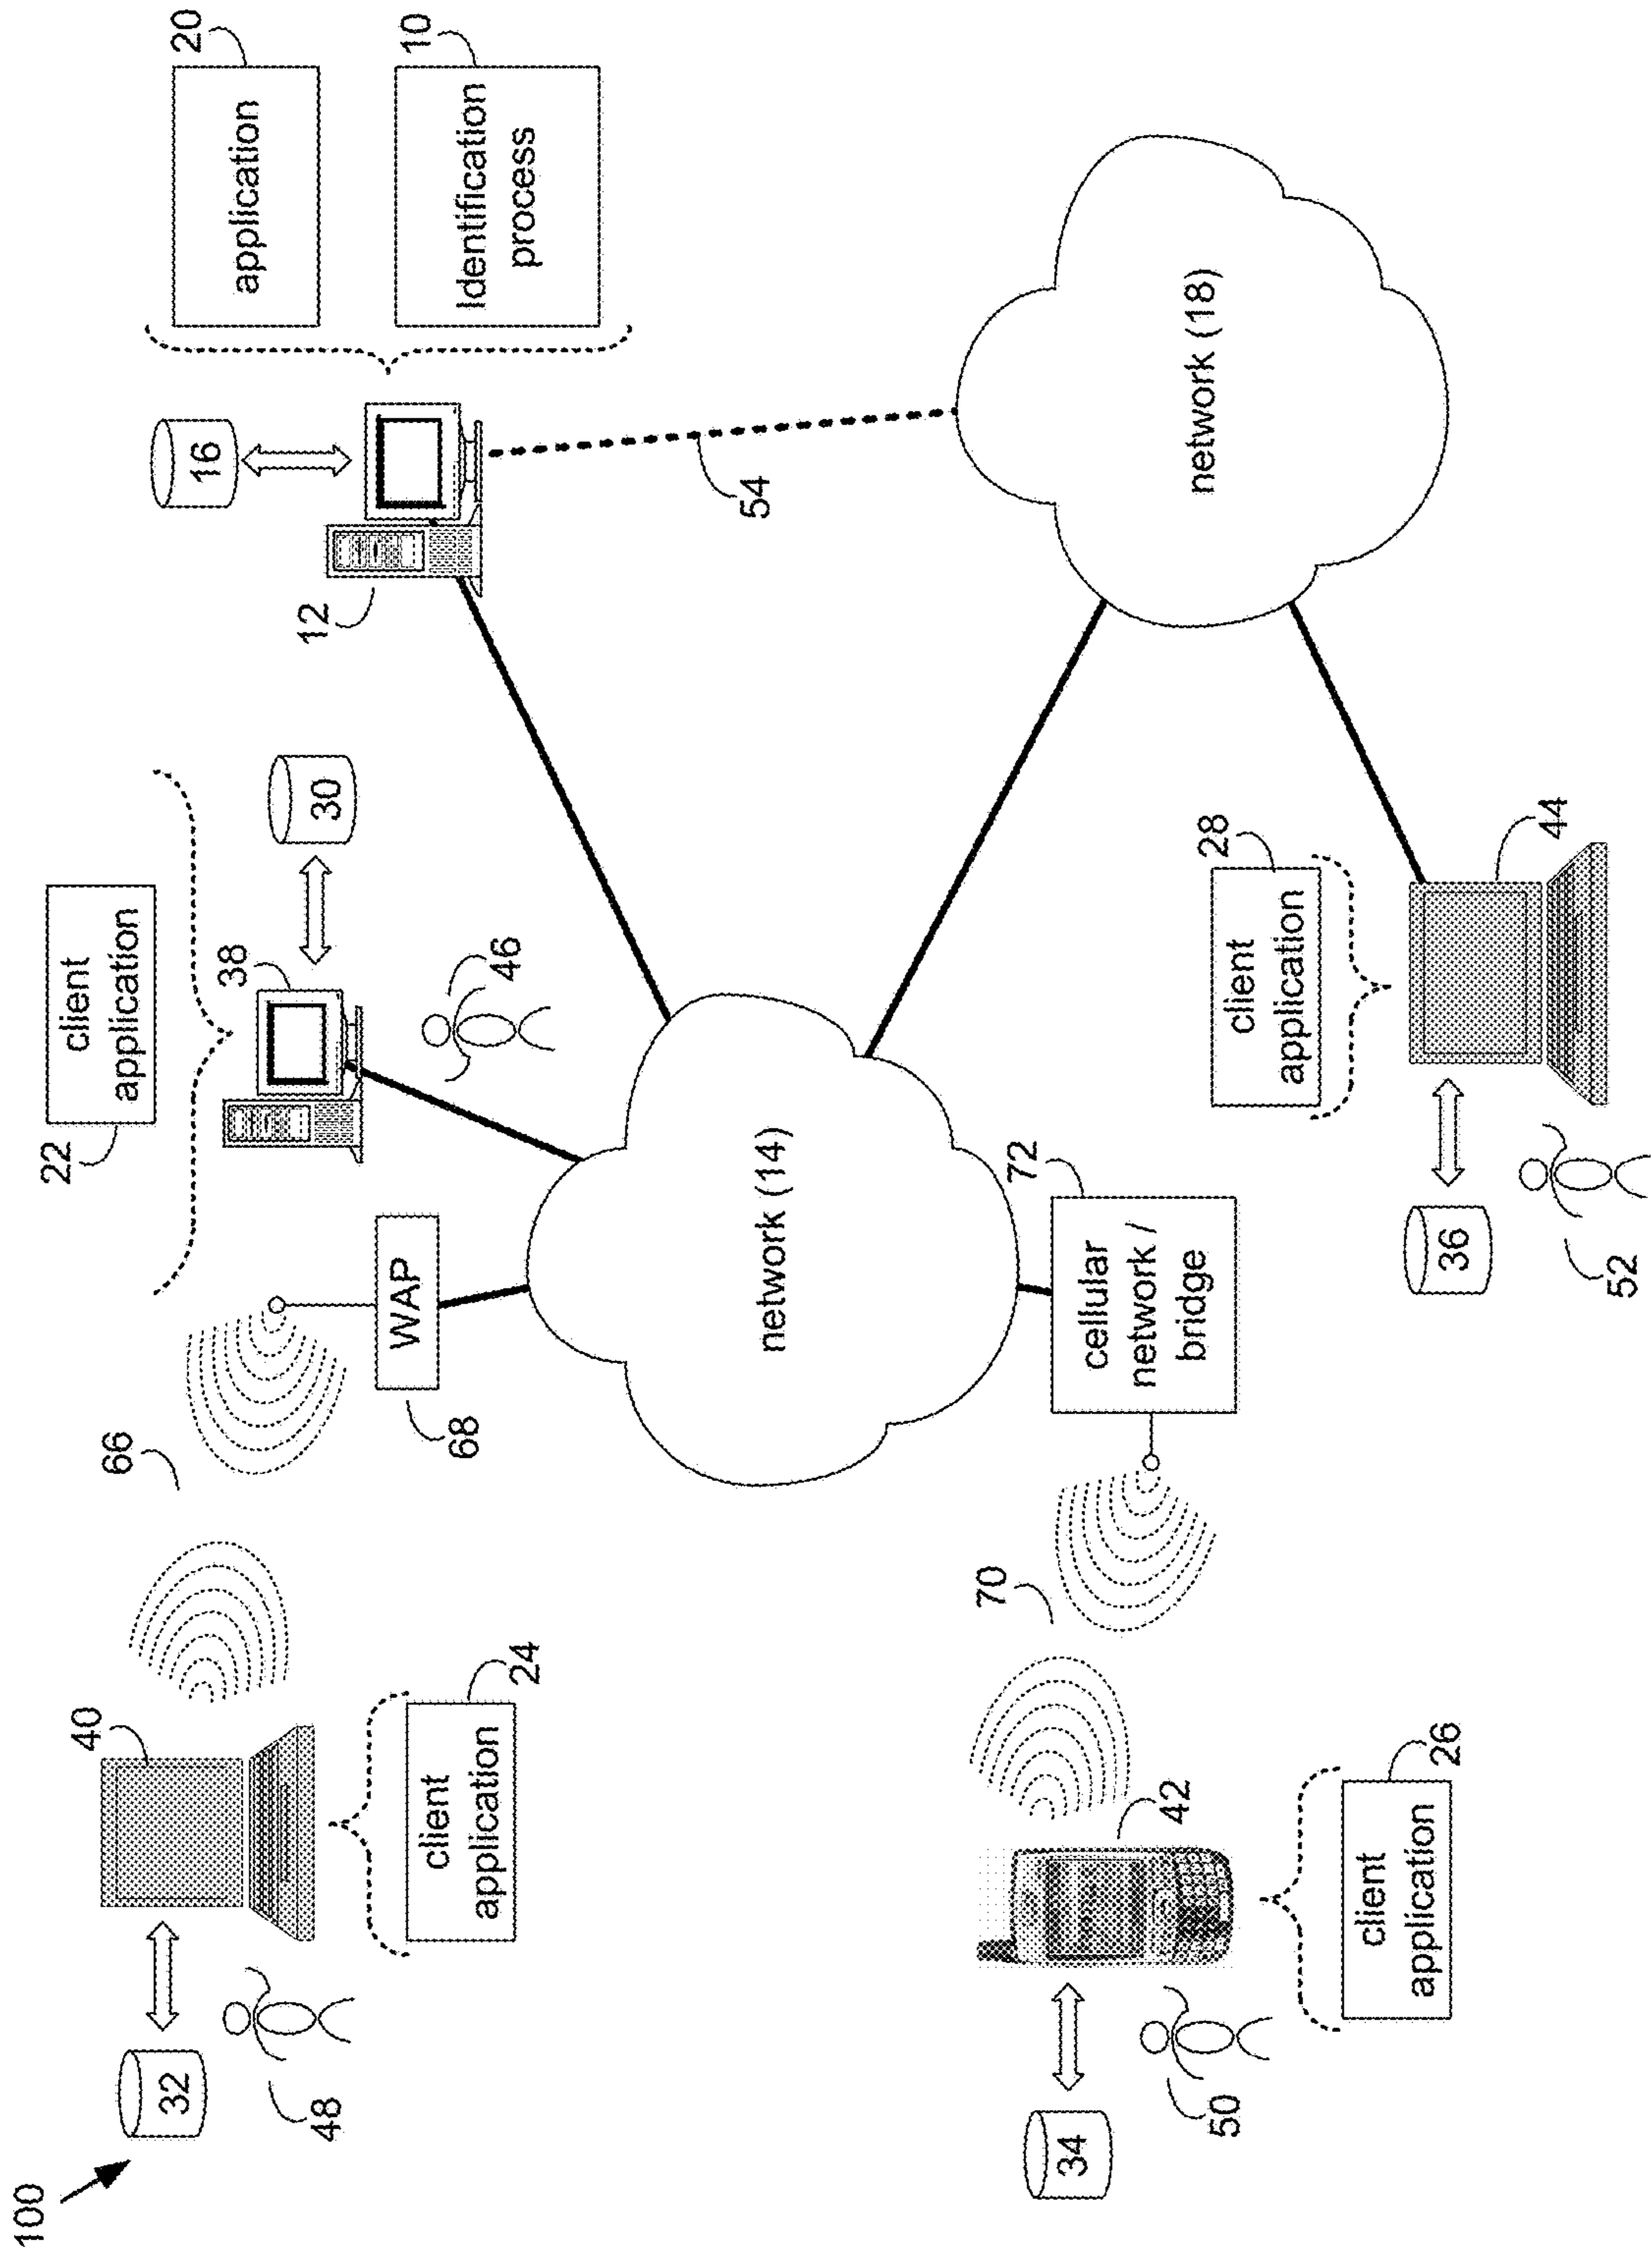 100
32
48
40
client
application
24
66
68
WAP
client
application
22
38
30
46
12
16
application
20
Identification
process
10
54
network (14)
network (18)
34
50
42
client
application
26
70
72
cellular
network /
bridge
client
application
28
36
52
44